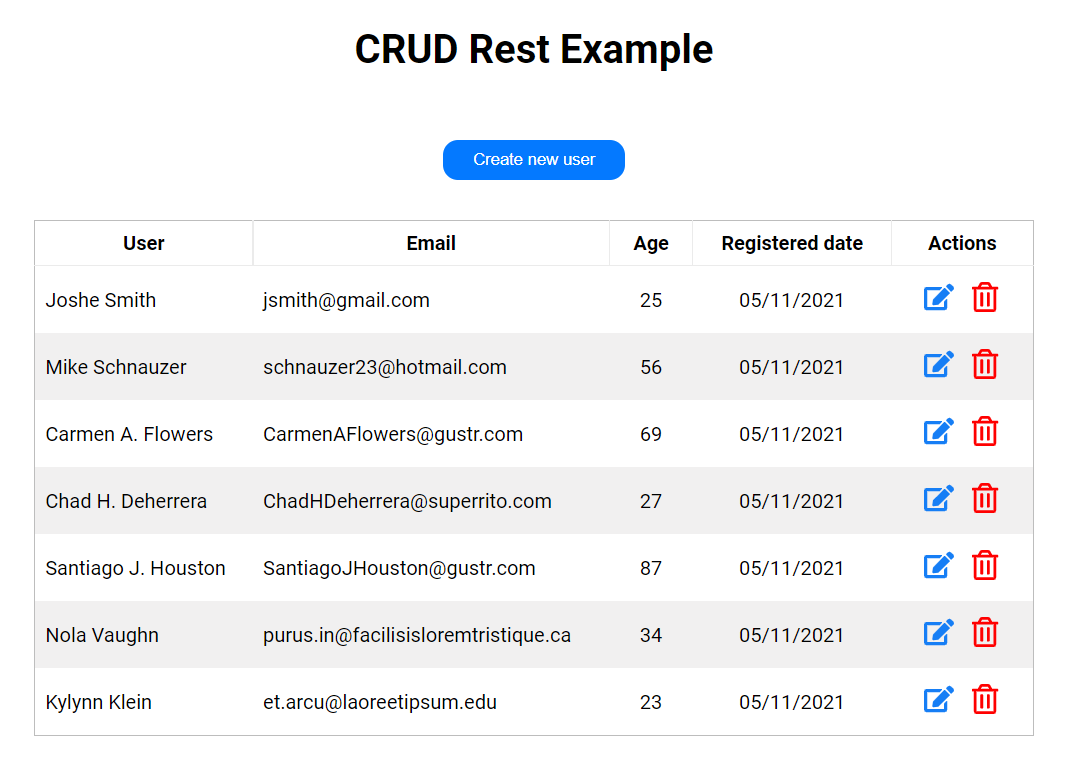 CRUD Rest Example
Create new user
User Email Age Registered date Actions
Joshe Smith jsmith@gmail.com 25 05/11/2021
Mike Schnauzer schnauzer23@hotmail.com 56 05/11/2021
Carmen A. Flowers CarmenAFlowers@gustr.com 69 05/11/2021
Chad H. Deherrera ChadHDeherrera@superrito.com 27 05/11/2021
Santiago J. Houston SantiagoJHouston@gustr.com 87 05/11/2021
Nola Vaughn purus.in@facilisisloremtristique.ca 34 05/11/2021
Kylynn Klein et.arcu@laoreetipsum.edu 23 05/11/2021